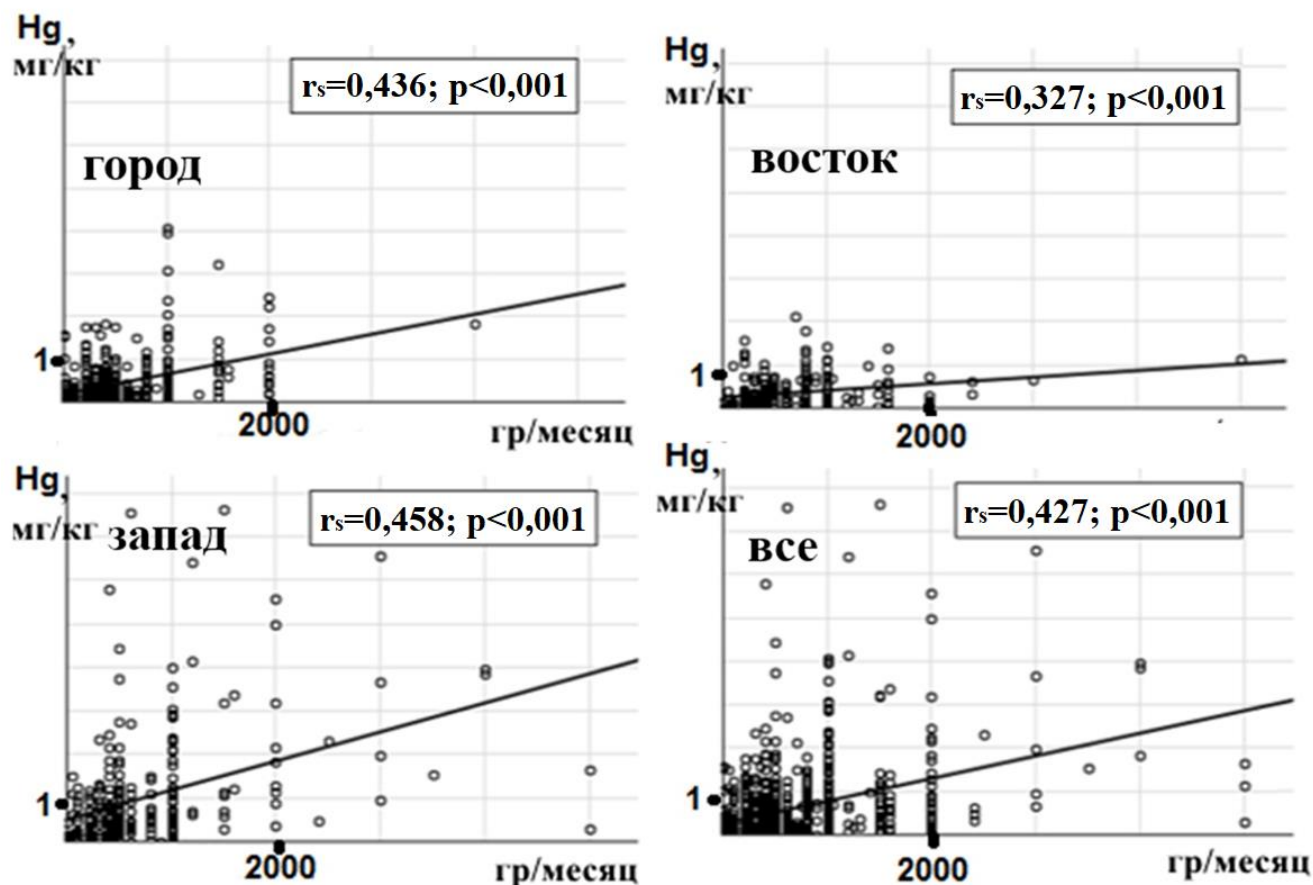 Hg,
мг/кг
rs=0,436; p<0,001
город
1
2000
гр/месяц
Hg,
мг/кг
rs=0,327; p<0,001
восток
1
2000
Hg,
мг/кг
rs=0,458; p<0,001
запад
1
2000
гр/месяц
Hg,
мг/кг
rs=0,427; p<0,001
все
1
2000
гр/месяц